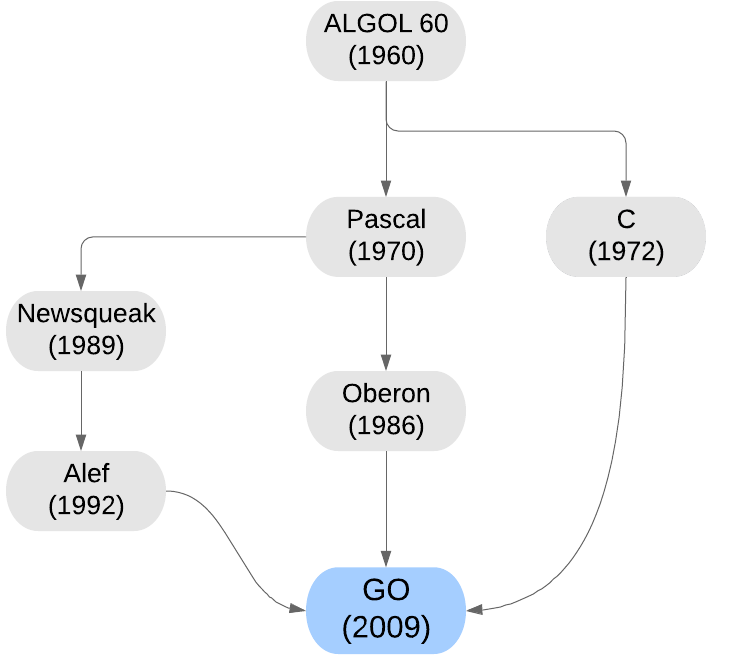 ALGOL 60
(1960)
Pascal
(1970)
C
(1972)
Newsqueak
(1989)
Oberon
(1986)
Alef
(1992)
GO
(2009)